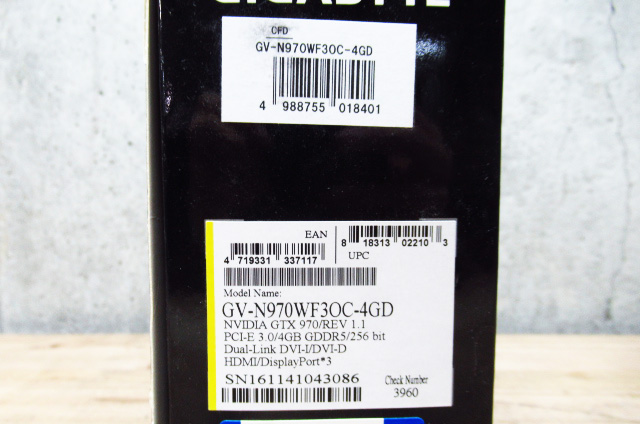 GIGABYTE
CFD
GV-N970WF3OC-4GD
4 988755 018401
EAN
4 719331 337117
8 18313 02210 3
UPC
Model Name:
GV-N970WF3OC-4GD
NVIDIA GTX 970/REV 1.1
PCI-E 3.0/4GB GDDR5/256 bit
Dual-Link DVI-I/DVI-D
HDMI/DisplayPort*3
SN161141043086
Check Number
3960